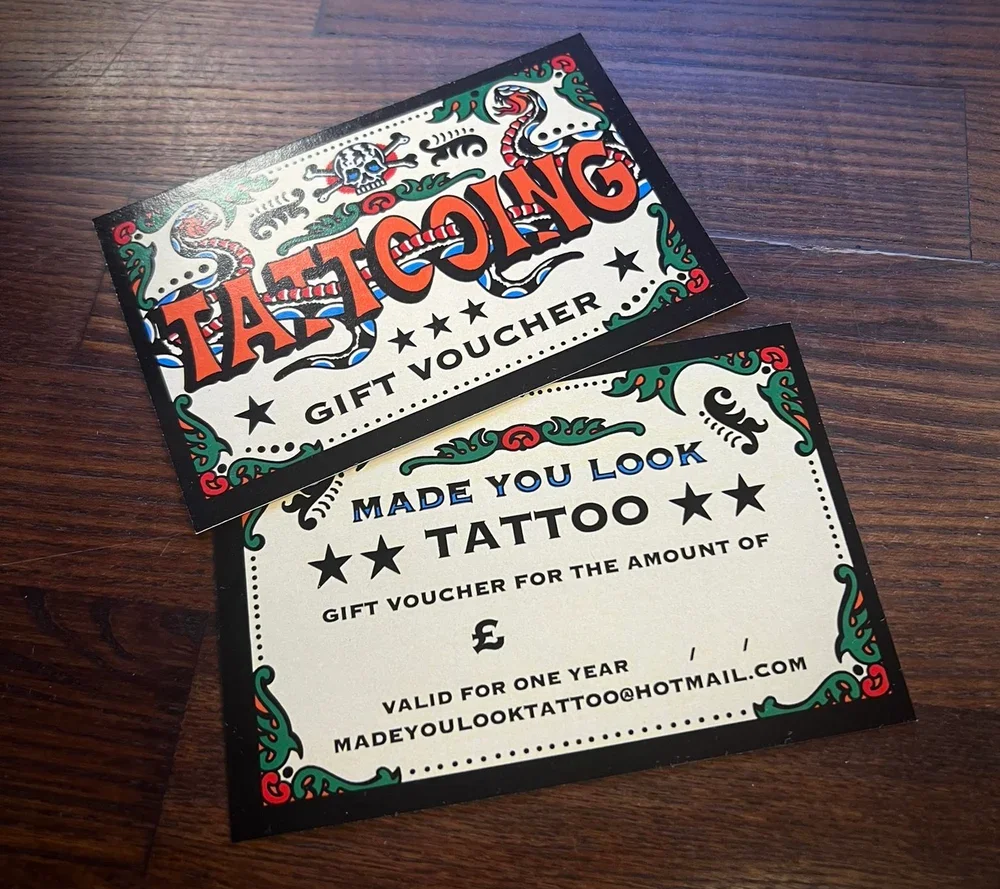 TATTOOING
GIFT VOUCHER
MADE YOU LOOK
TATTOO
GIFT VOUCHER FOR THE AMOUNT OF
£
VALID FOR ONE YEAR / /
MADEYOULOOKTATTOO@HOTMAIL.COM